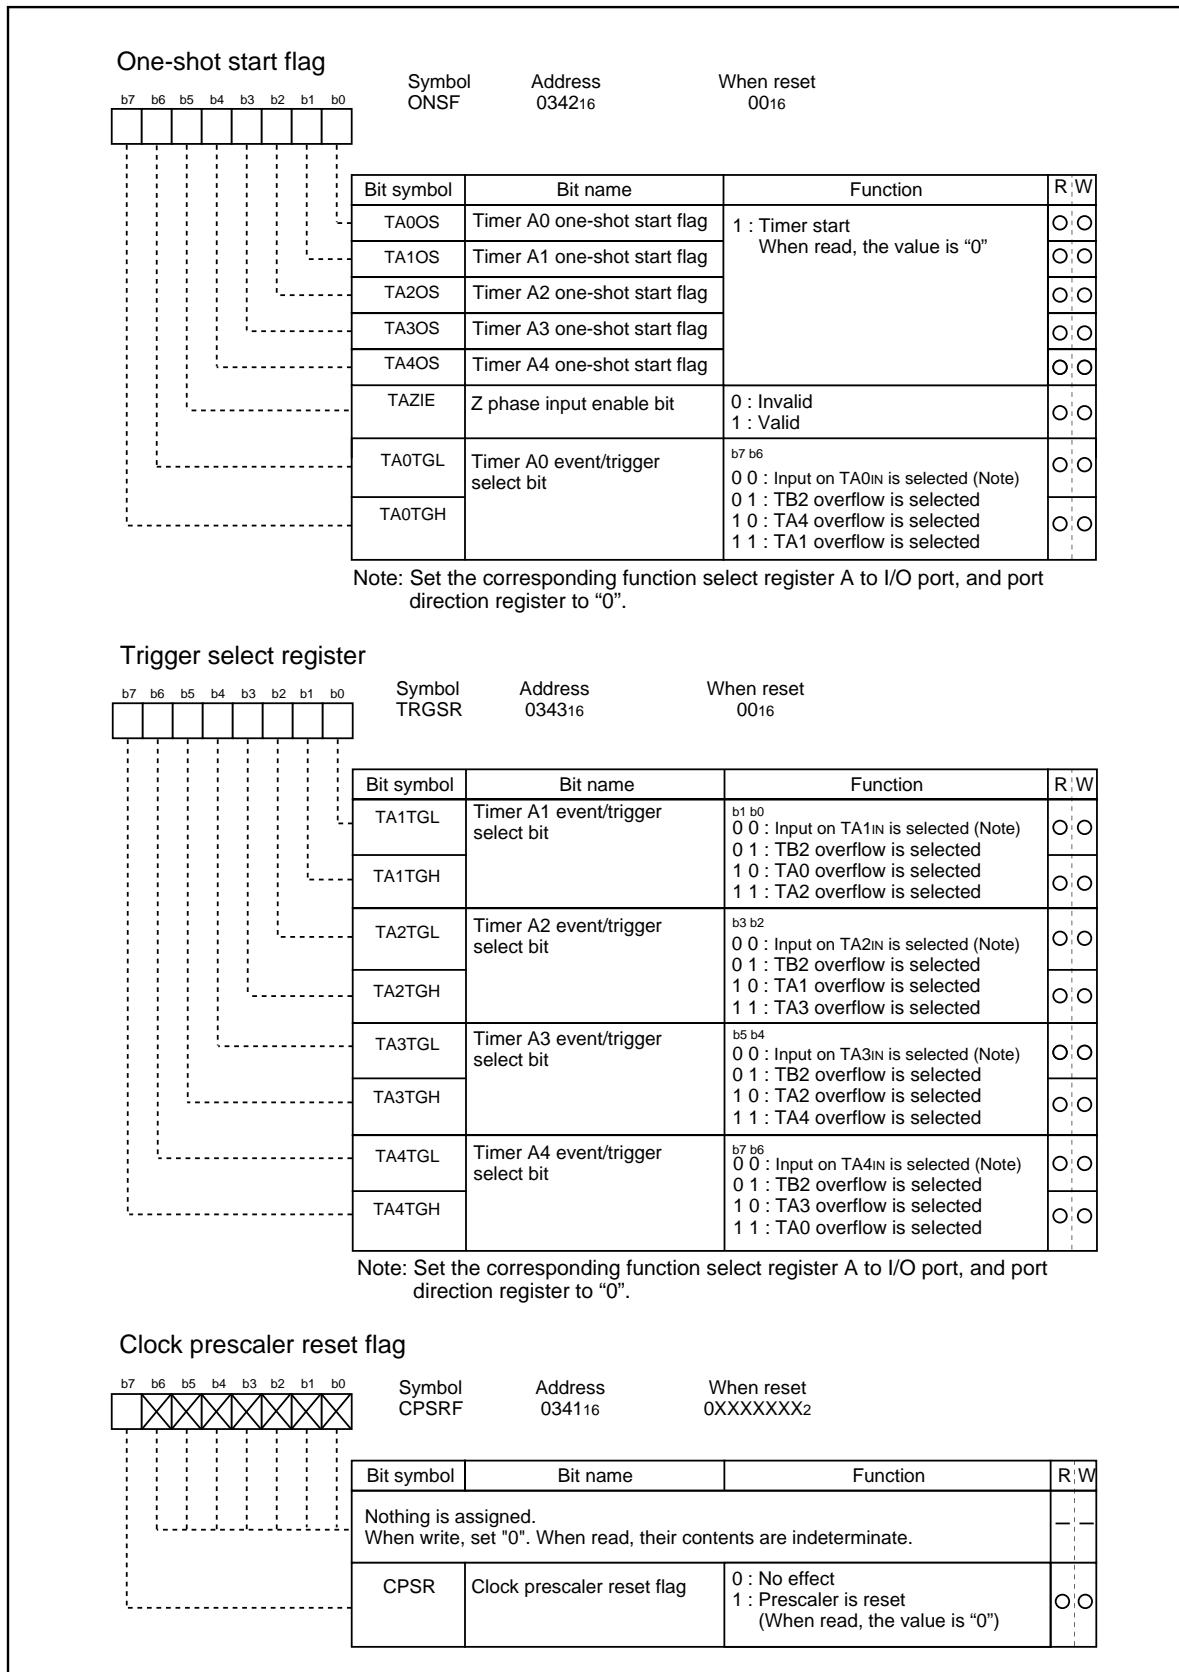 One-shot start flag
Symbol Address When reset
ONSF 034216 0016
b7 b6 b5 b4 b3 b2 b1 b0
Bit symbol Bit name Function R W
TA0OS Timer A0 one-shot start flag 1 : Timer start
When read, the value is “0”
TA1OS Timer A1 one-shot start flag
TA2OS Timer A2 one-shot start flag
TA3OS Timer A3 one-shot start flag
TA4OS Timer A4 one-shot start flag
TAZIE Z phase input enable bit 0 : Invalid
1 : Valid
TA0TGL Timer A0 event/trigger
select bit
b7 b6
0 0 : Input on TA0IN is selected (Note)
0 1 : TB2 overflow is selected
TA0TGH 1 0 : TA4 overflow is selected
1 1 : TA1 overflow is selected
Note: Set the corresponding function select register A to I/O port, and port
direction register to “0”.
Trigger select register
Symbol Address When reset
TRGSR 034316 0016
b7 b6 b5 b4 b3 b2 b1 b0
Bit symbol Bit name Function R W
TA1TGL Timer A1 event/trigger
select bit
b1 b0
0 0 : Input on TA1IN is selected (Note)
0 1 : TB2 overflow is selected
TA1TGH 1 0 : TA0 overflow is selected
1 1 : TA2 overflow is selected
TA2TGL Timer A2 event/trigger
select bit
b3 b2
0 0 : Input on TA2IN is selected (Note)
0 1 : TB2 overflow is selected
TA2TGH 1 0 : TA1 overflow is selected
1 1 : TA3 overflow is selected
TA3TGL Timer A3 event/trigger
select bit
b5 b4
0 0 : Input on TA3IN is selected (Note)
0 1 : TB2 overflow is selected
TA3TGH 1 0 : TA2 overflow is selected
1 1 : TA4 overflow is selected
TA4TGL Timer A4 event/trigger
select bit
b7 b6
0 0 : Input on TA4IN is selected (Note)
0 1 : TB2 overflow is selected
TA4TGH 1 0 : TA3 overflow is selected
1 1 : TA0 overflow is selected
Note: Set the corresponding function select register A to I/O port, and port
direction register to “0”.
Clock prescaler reset flag
Symbol Address When reset
CPSRF 034116 0XXXXXXX2
b7 b6 b5 b4 b3 b2 b1 b0
Bit symbol Bit name Function R W
Nothing is assigned.
When write, set "0". When read, their contents are indeterminate.
CPSR Clock prescaler reset flag 0 : No effect
1 : Prescaler is reset
(When read, the value is “0”)